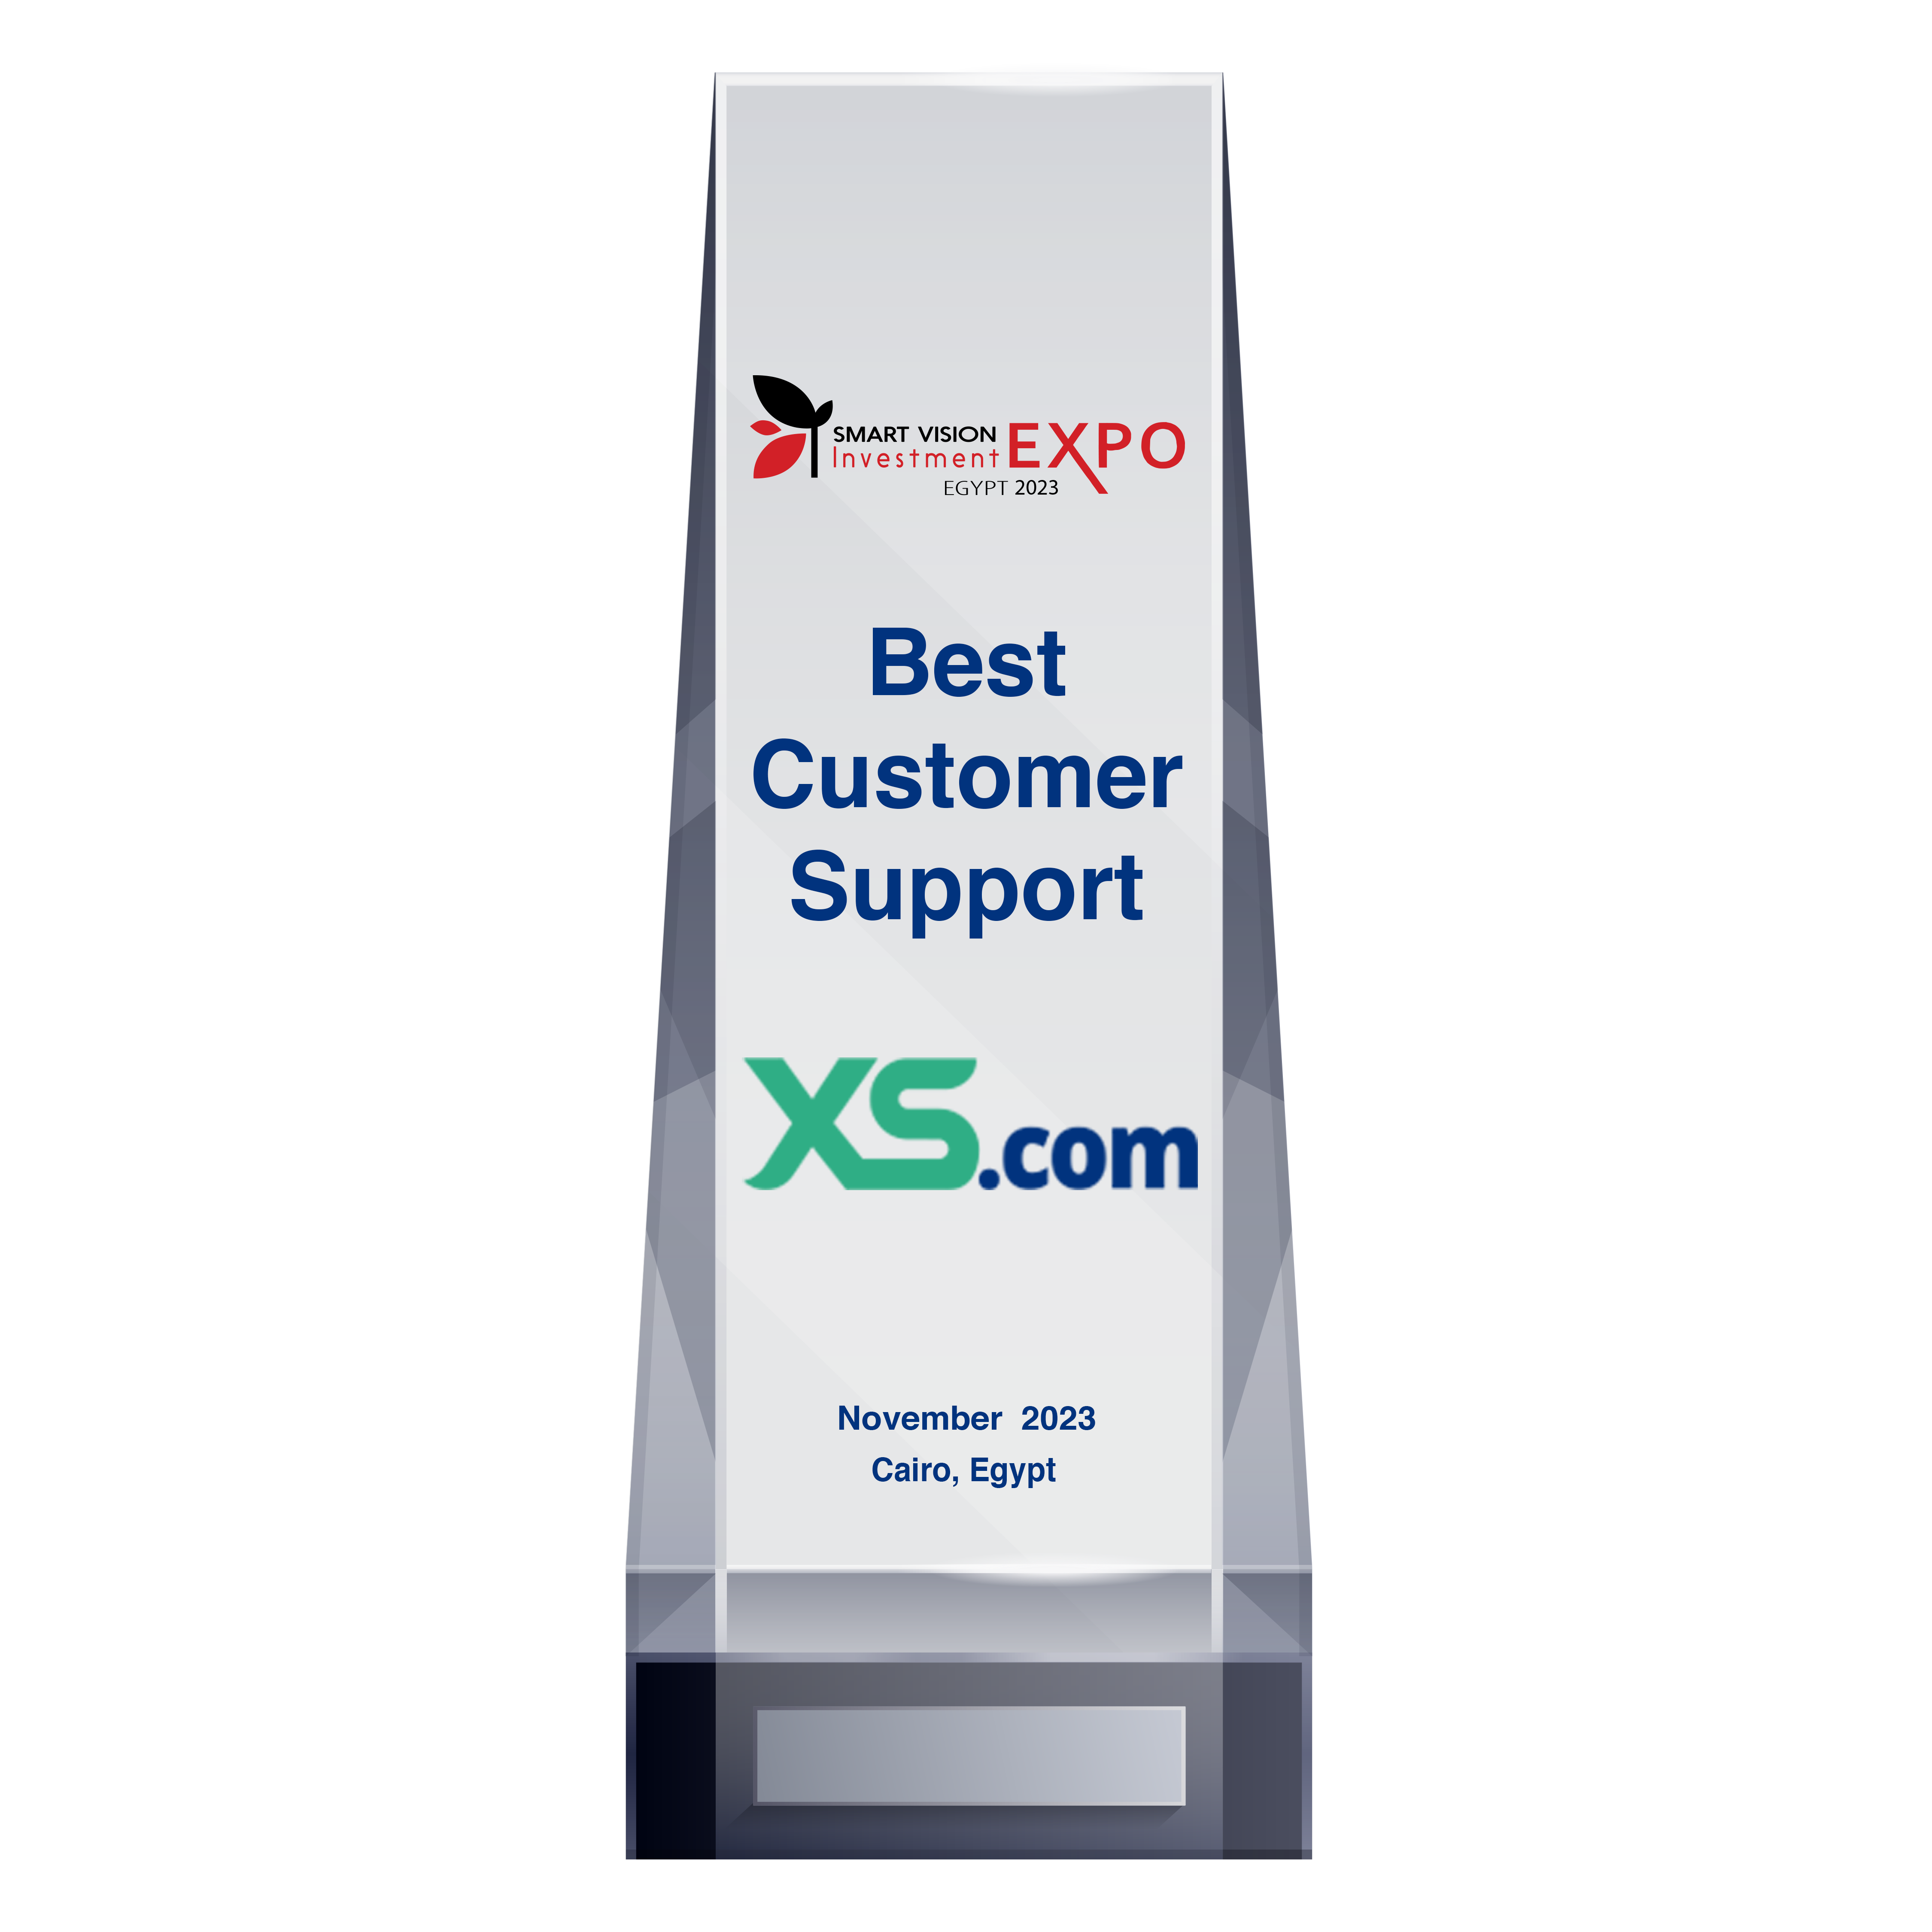 SMART VISION
Investment EXPO
EGYPT 2023
Best
Customer
Support
XS.com
November 2023
Cairo, Egypt